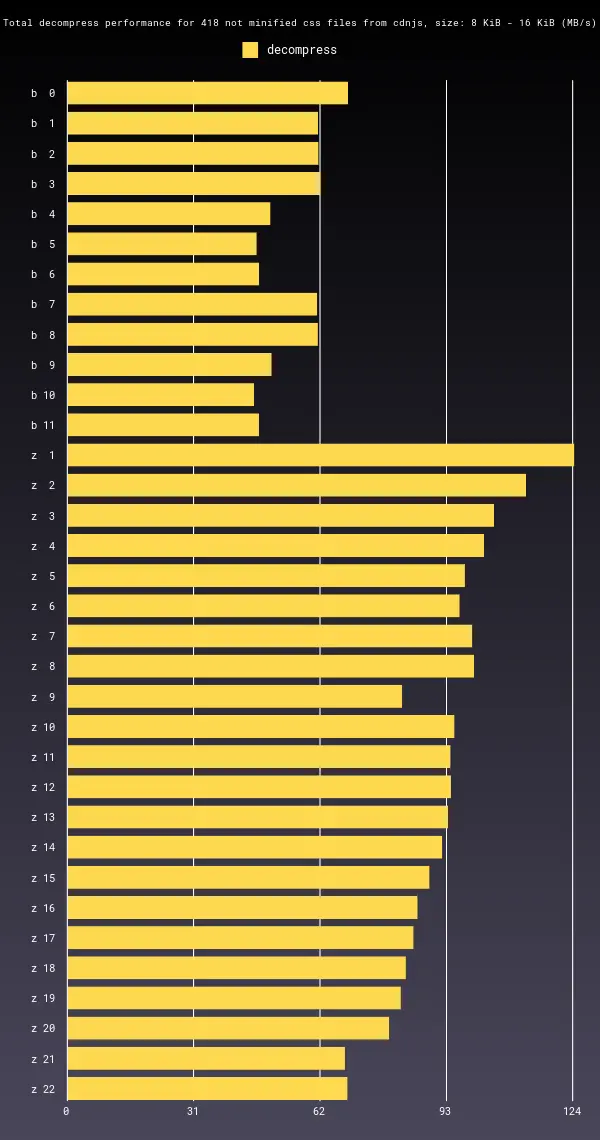 Total decompress performance for 418 not minified css files from cdnjs, size: 8 KiB - 16 KiB (MB/s)
decompress
b 0
b 1
b 2
b 3
b 4
b 5
b 6
b 7
b 8
b 9
b 10
b 11
z 1
z 2
z 3
z 4
z 5
z 6
z 7
z 8
z 9
z 10
z 11
z 12
z 13
z 14
z 15
z 16
z 17
z 18
z 19
z 20
z 21
z 22
0 31 62 93 124